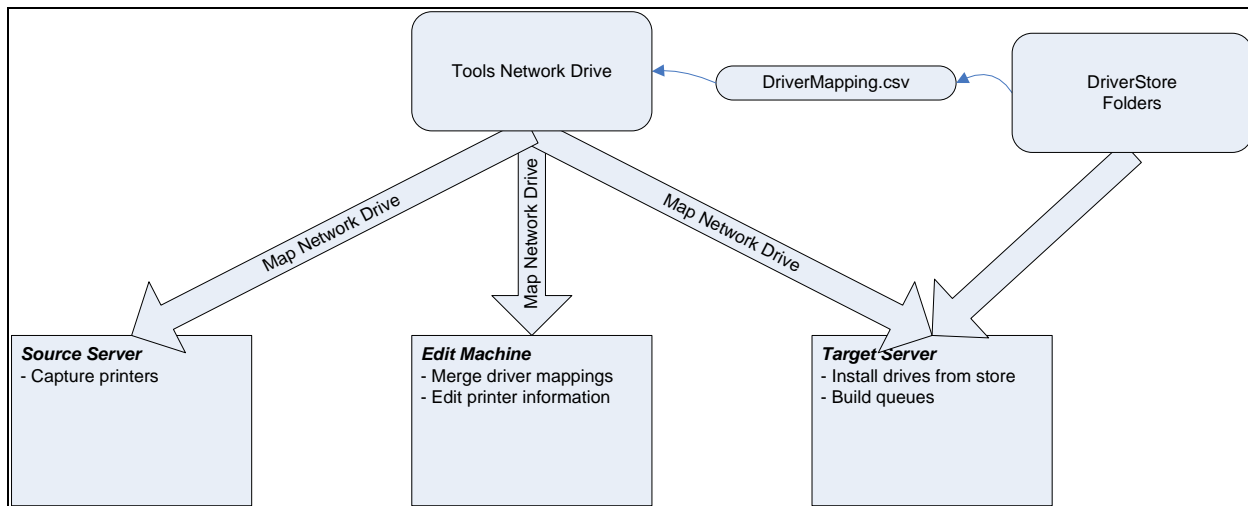 Tools Network Drive
DriverMapping.csv
DriverStore
Folders
Map Network Drive
Map Network Drive
Map Network Drive
Source Server
- Capture printers
Edit Machine
- Merge driver mappings
- Edit printer information
Target Server
- Install drives from store
- Build queues